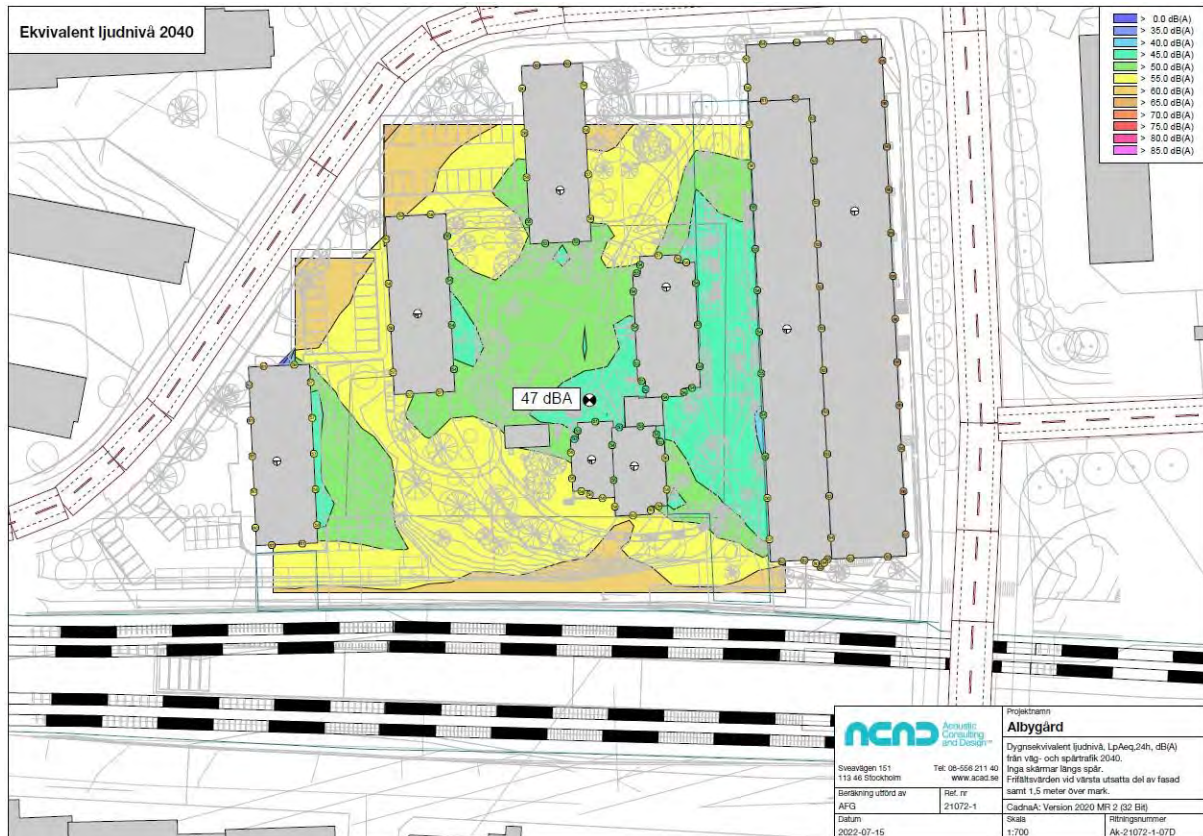 Ekvivalent ljudnivå 2040
> 0.0 dB(A)
> 35.0 dB(A)
> 40.0 dB(A)
> 45.0 dB(A)
> 50.0 dB(A)
> 55.0 dB(A)
> 60.0 dB(A)
> 65.0 dB(A)
> 70.0 dB(A)
> 75.0 dB(A)
> 80.0 dB(A)
> 85.0 dB(A)
47 dBA
ACAD Acoustic Consulting and Design™
Sveavägen 151 Tel: 08-558 211 40
113 46 Stockholm www.acad.se
Beräkning utförd av Ref. nr
AFG 21072-1
Datum
2022-07-15
Projektnamn
Albygård
Dygnsekvivalent ljudnivå, LpAeq,24h, dB(A)
från väg- och spårtrafik 2040.
Inga skärmar längs spår.
Frifältsvärden vid värsta utsatta del av fasad
samt 1,5 meter över mark.
CadnaA: Version 2020 MR 2 (32 Bit)
Skala Ritningsnummer
1:700 Ak-21072-1-07D